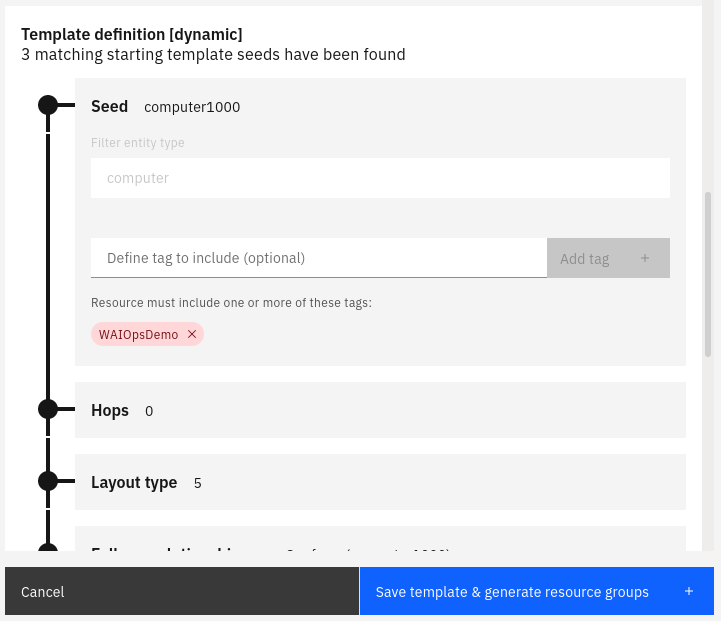 Template definition [dynamic]
3 matching starting template seeds have been found
Seed computer1000
Filter entity type
computer
Define tag to include (optional)
Add tag +
Resource must include one or more of these tags:
WAIOpsDemo ×
Hops 0
Layout type 5
Cancel
Save template & generate resource groups +